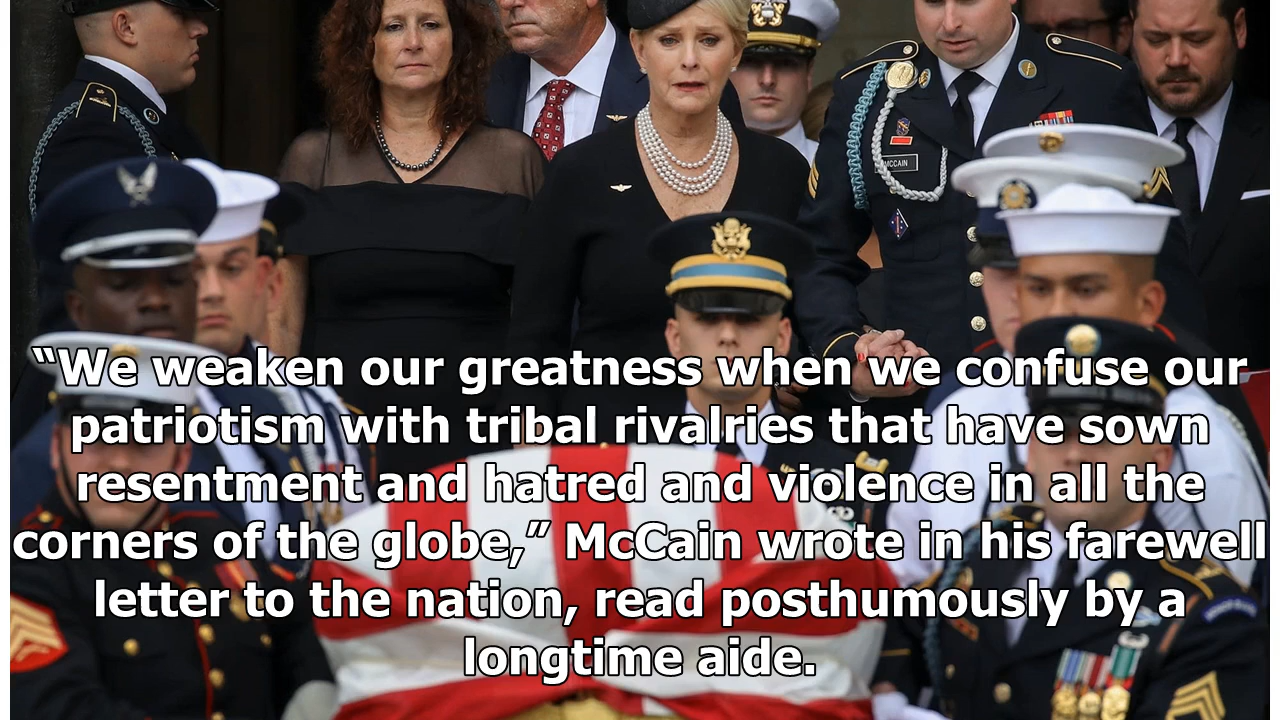 MCCAIN
“We weaken our greatness when we confuse our
patriotism with tribal rivalries that have sown
resentment and hatred and violence in all the
corners of the globe,” McCain wrote in his farewell
letter to the nation, read posthumously by a
longtime aide.